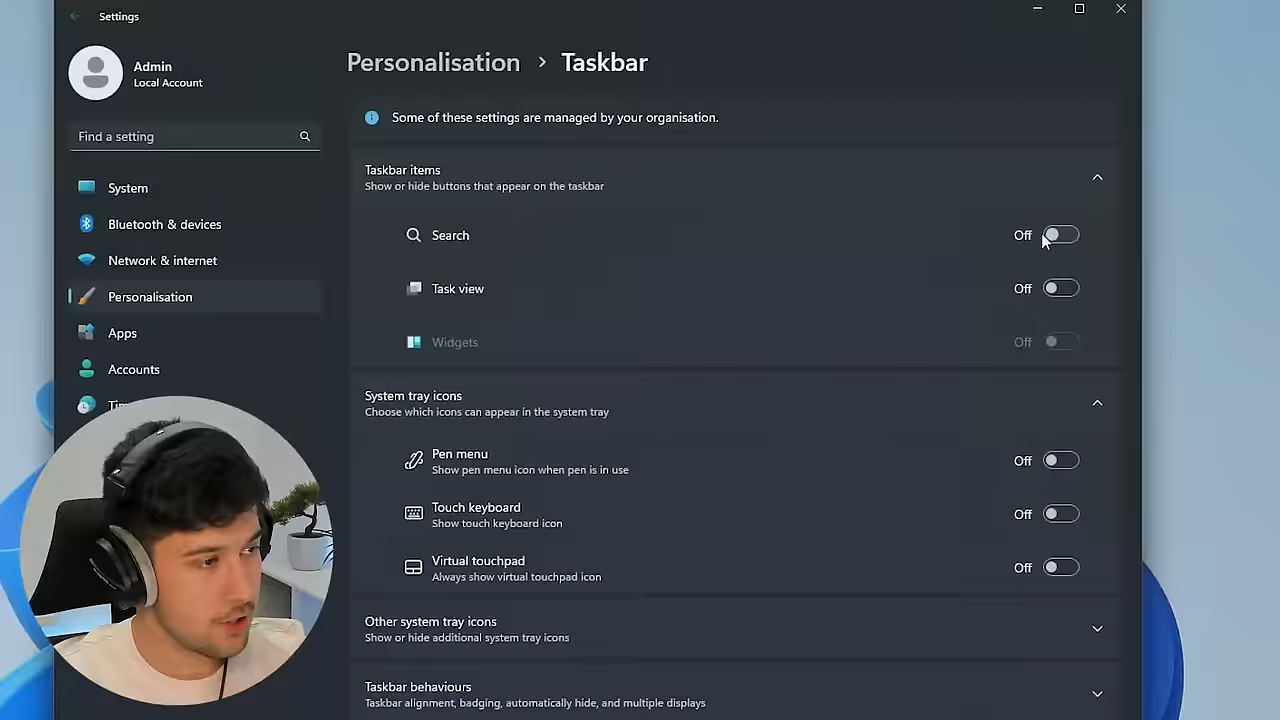 Settings
Admin
Local Account
Find a setting
System
Bluetooth & devices
Network & internet
Personalisation
Apps
Accounts
Personalisation > Taskbar
Some of these settings are managed by your organisation.
Taskbar items
Show or hide buttons that appear on the taskbar
Search Off
Task view Off
Widgets Off
System tray icons
Choose which icons can appear in the system tray
Pen menu
Show pen menu icon when pen is in use
Off
Touch keyboard
Show touch keyboard icon
Off
Virtual touchpad
Always show virtual touchpad icon
Off
Other system tray icons
Show or hide additional system tray icons
Taskbar behaviours
Taskbar alignment, badging, automatically hide, and multiple displays